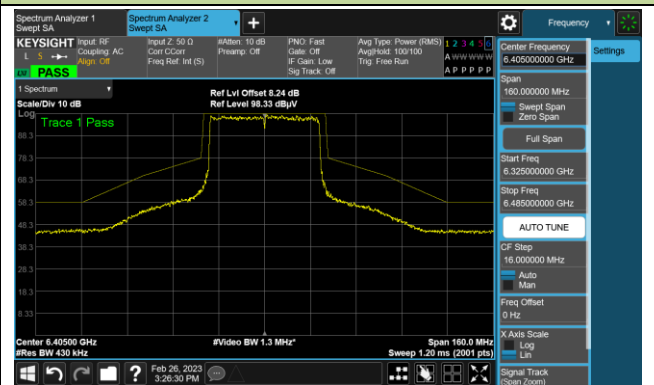 Spectrum Analyzer 1
Swept SA
Spectrum Analyzer 2
Swept SA
Frequency
KEYSIGHT
L S
LXI PASS
Input: RF
Coupling: AC
Align: Off
Input Z: 50 Ω
Corr CCorr
Freq Ref: Int (S)
#Atten: 10 dB
Preamp: Off
PNO: Fast
Gate: Off
IF Gain: Low
Sig Track: Off
Avg Type: Power (RMS)
Avg|Hold: 100/100
Trig: Free Run
1 2 3 4 5 6
A W W W W W
A P P P P P
1 Spectrum
Scale/Div 10 dB
Ref Lvl Offset 8.24 dB
Ref Level 98.33 dBµV
Log
Trace 1 Pass
88.3
78.3
68.3
58.3
48.3
38.3
28.3
18.3
8.33
Center 6.40500 GHz
#Res BW 430 kHz
#Video BW 1.3 MHz*
Span 160.0 MHz
Sweep 1.20 ms (2001 pts)
Feb 26, 2023
3:26:30 PM
Center Frequency
6.405000000 GHz
Settings
Span
160.000000 MHz
Swept Span
Zero Span
Full Span
Start Freq
6.325000000 GHz
Stop Freq
6.485000000 GHz
AUTO TUNE
CF Step
16.000000 MHz
Auto
Man
Freq Offset
0 Hz
X Axis Scale
Log
Lin
Signal Track
(Span Zoom)